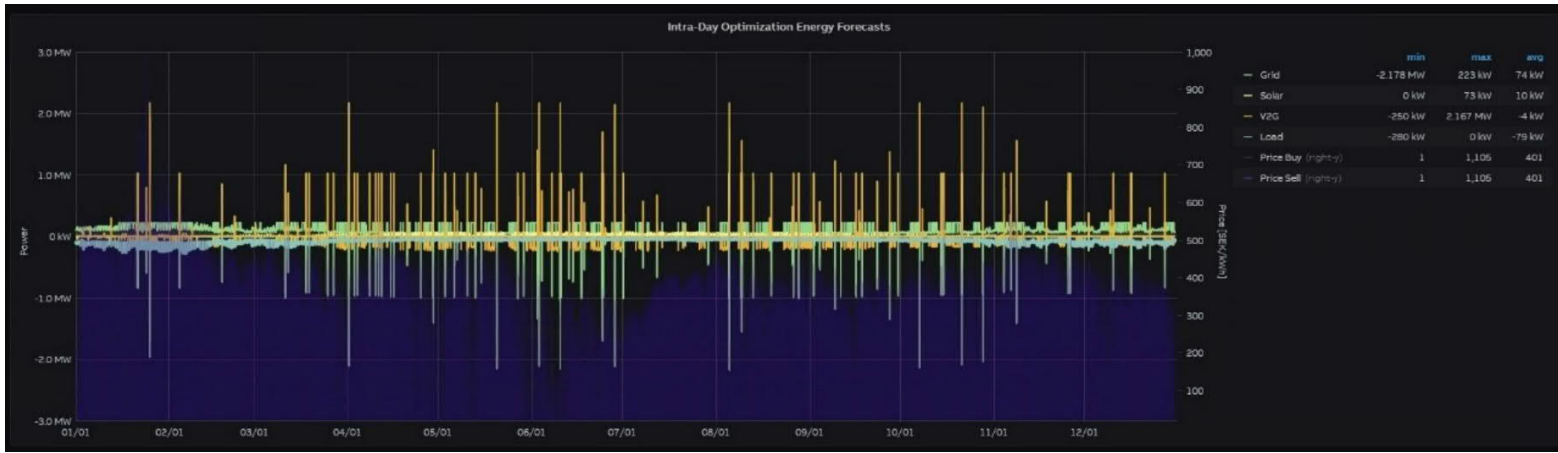 Intra-Day Optimization Energy Forecasts
3.0 MW
2.0 MW
1.0 MW
0 kW
-1.0 MW
-2.0 MW
-3.0 MW
Power
01/01 02/01 03/01 04/01 05/01 06/01 07/01 08/01 09/01 10/01 11/01 12/01
1,000
900
800
700
600
500
400
300
200
100
Price [SEK/kWh]
min max avg
Grid -2.178 MW 223 kW 74 kW
Solar 0 kW 73 kW 10 kW
V2G -250 kW 2.167 MW -4 kW
Load -280 kW 0 kW -79 kW
Price Buy (right-y) 1 1,105 401
Price Sell (right-y) 1 1,105 401